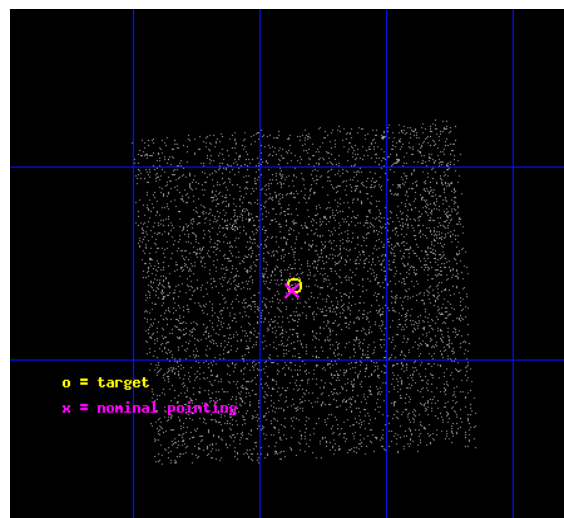 o = target
x = nominal pointing